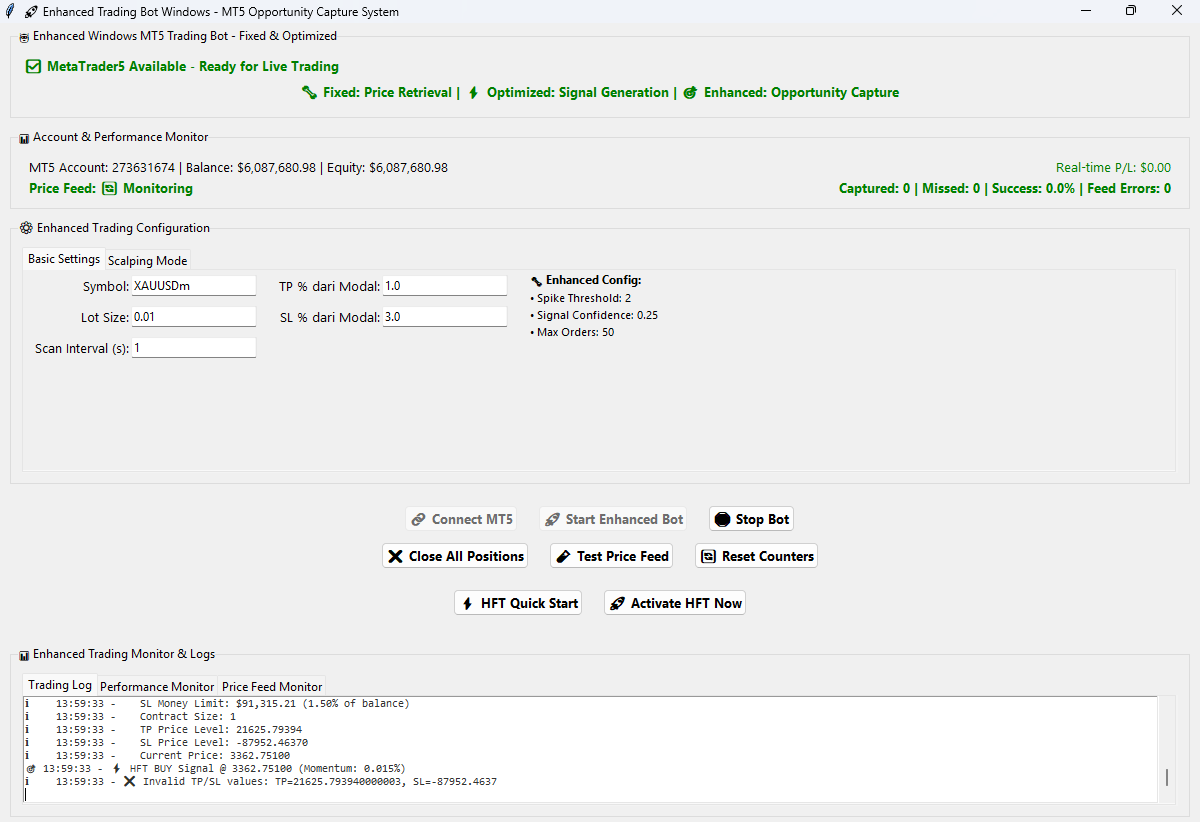 Enhanced Trading Bot Windows - MT5 Opportunity Capture System
Enhanced Windows MT5 Trading Bot - Fixed & Optimized
MetaTrader5 Available - Ready for Live Trading
Fixed: Price Retrieval | Optimized: Signal Generation | Enhanced: Opportunity Capture
Account & Performance Monitor
MT5 Account: 273631674 | Balance: $6,087,680.98 | Equity: $6,087,680.98 Real-time P/L: $0.00
Price Feed: Monitoring Captured: 0 | Missed: 0 | Success: 0.0% | Feed Errors: 0
Enhanced Trading Configuration
Basic Settings Scalping Mode
Symbol: XAUUSDm TP % dari Modal: 1.0
Lot Size: 0.01 SL % dari Modal: 3.0
Scan Interval (s): 1
Enhanced Config:
• Spike Threshold: 2
• Signal Confidence: 0.25
• Max Orders: 50
Connect MT5 Start Enhanced Bot Stop Bot
Close All Positions Test Price Feed Reset Counters
HFT Quick Start Activate HFT Now
Enhanced Trading Monitor & Logs
Trading Log Performance Monitor Price Feed Monitor
i 13:59:33 - SL Money Limit: $91,315.21 (1.50% of balance)
i 13:59:33 - Contract Size: 1
i 13:59:33 - TP Price Level: 21625.79394
i 13:59:33 - SL Price Level: -87952.46370
i 13:59:33 - Current Price: 3362.75100
13:59:33 - HFT BUY Signal @ 3362.75100 (Momentum: 0.015%)
i 13:59:33 - ❌ Invalid TP/SL values: TP=21625.793940000003, SL=-87952.4637